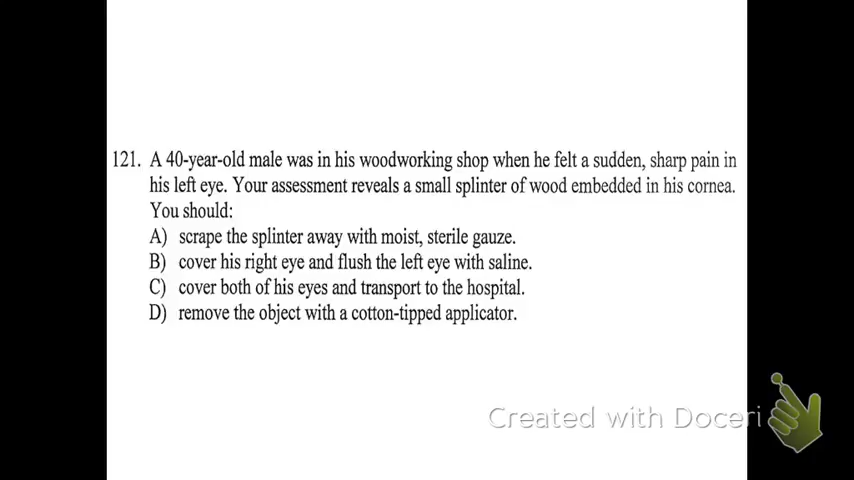 121. A 40-year-old male was in his woodworking shop when he felt a sudden, sharp pain in
his left eye. Your assessment reveals a small splinter of wood embedded in his cornea.
You should:
A) scrape the splinter away with moist, sterile gauze.
B) cover his right eye and flush the left eye with saline.
C) cover both of his eyes and transport to the hospital.
D) remove the object with a cotton-tipped applicator.
Created with Doceri